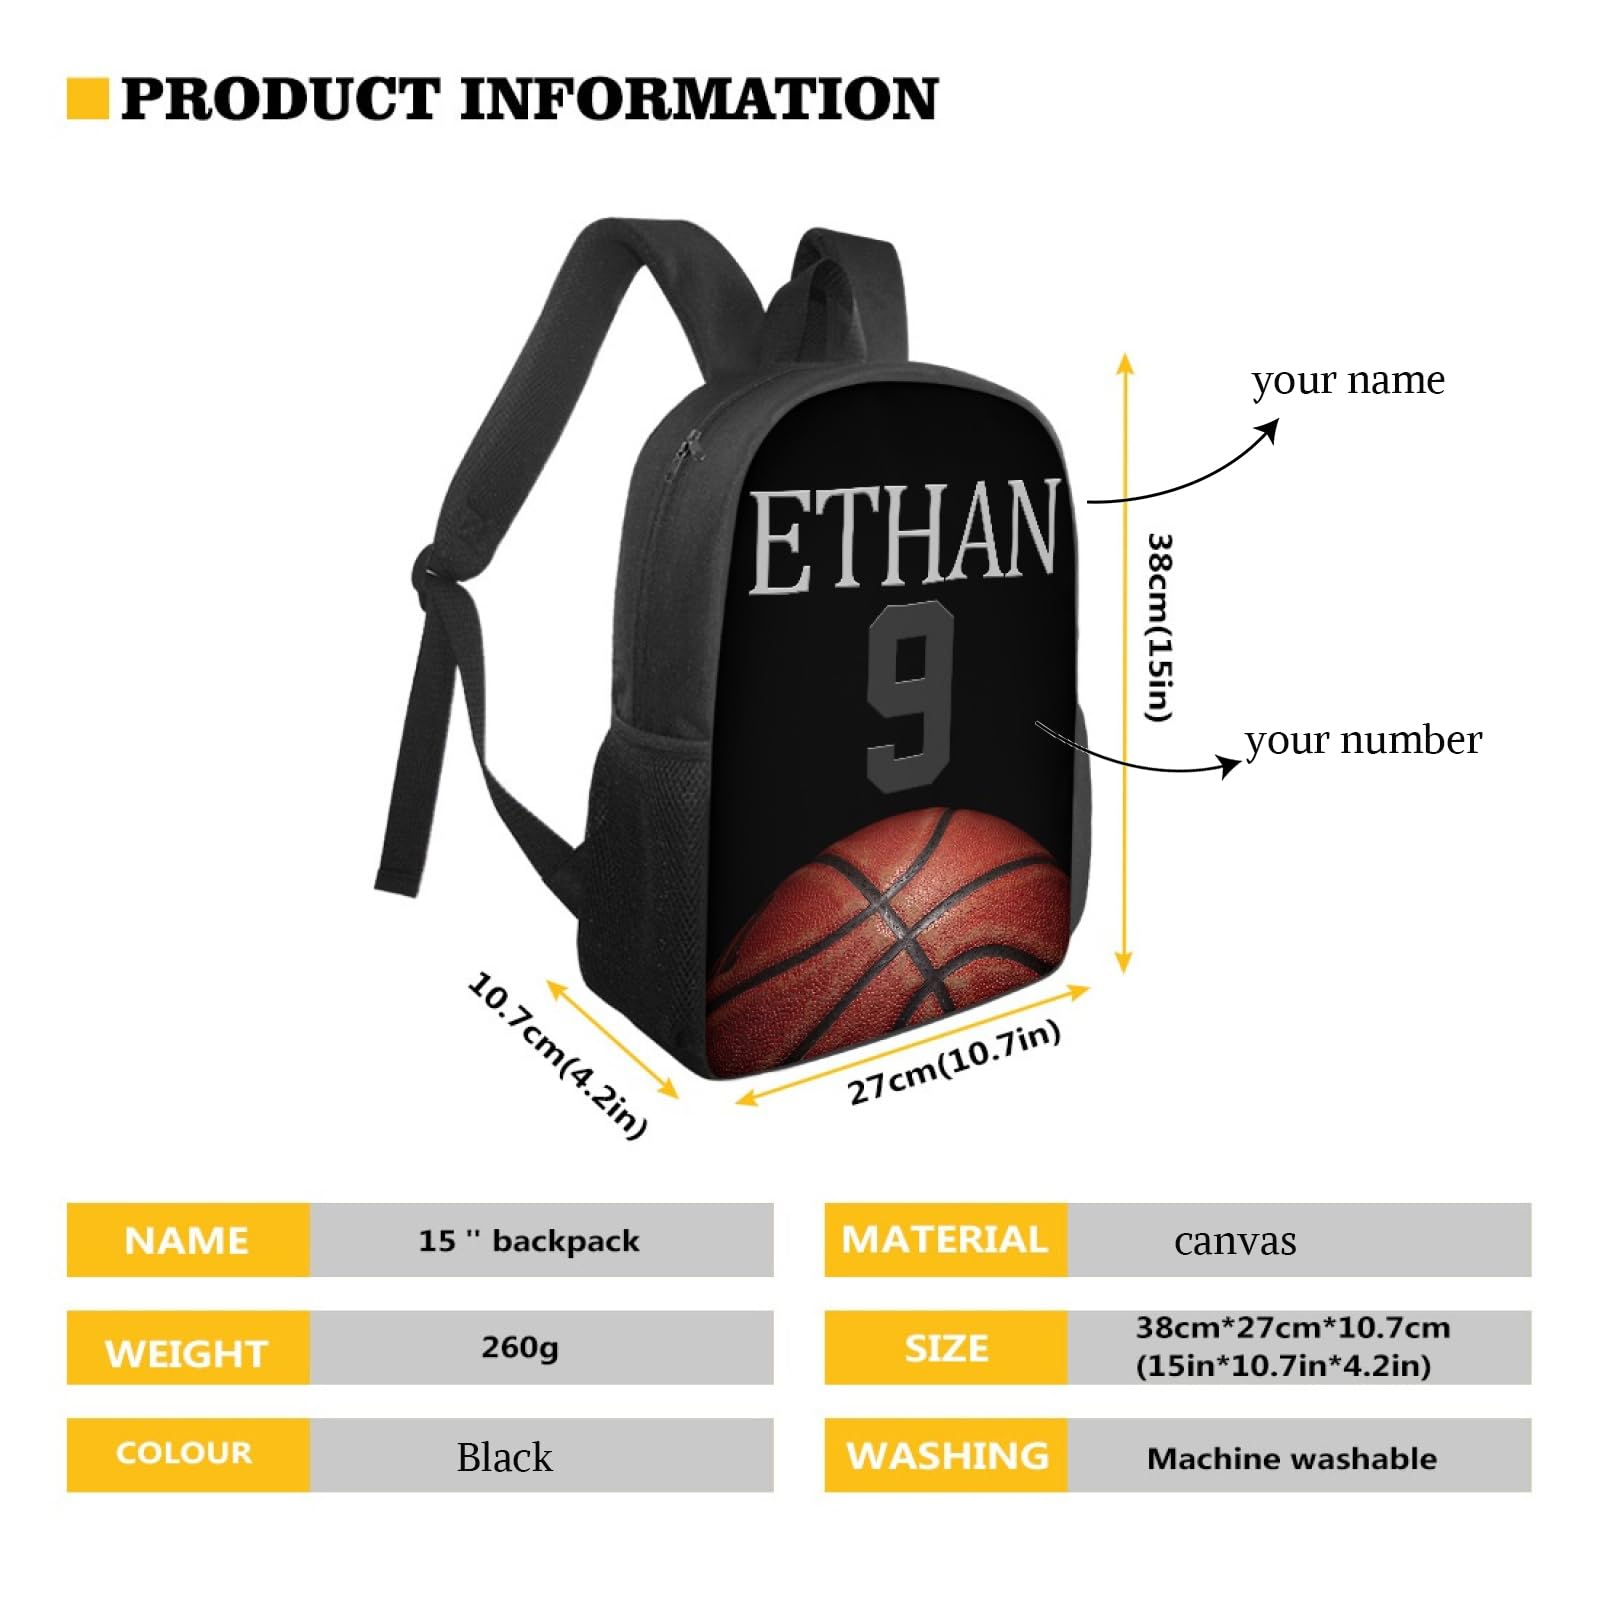 PRODUCT INFORMATION
your name
ETHAN
38cm(15in)
9
your number
10.7cm(4.2in)
27cm(10.7in)
NAME
15 " backpack
MATERIAL
canvas
WEIGHT
260g
SIZE
38cm*27cm*10.7cm
(15in*10.7in*4.2in)
COLOUR
Black
WASHING
Machine washable